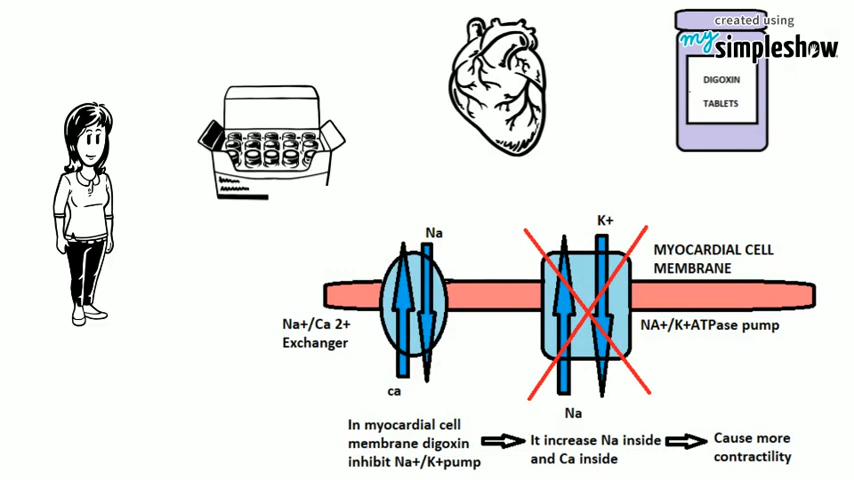 created using
my
simpleshow
DIGOXIN
TABLETS
Na
K+
MYOCARDIAL CELL
MEMBRANE
Na+/Ca 2+
Exchanger
NA+/K+ATPase pump
ca
Na
In myocardial cell
membrane digoxin
inhibit Na+/K+pump
It increase Na inside
and Ca inside
Cause more
contractility